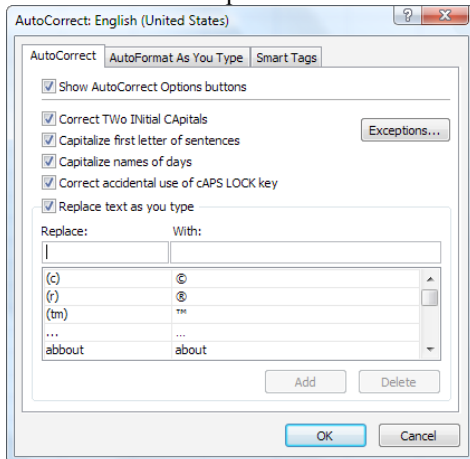 AutoCorrect: English (United States)
AutoCorrect AutoFormat As You Type Smart Tags
Show AutoCorrect Options buttons
Correct TWo INitial CApitals
Exceptions...
Capitalize first letter of sentences
Capitalize names of days
Correct accidental use of cAPS LOCK key
Replace text as you type
Replace: With:
(c) ©
(r) ®
(tm) ™
... …
abbout about
Add Delete
OK Cancel